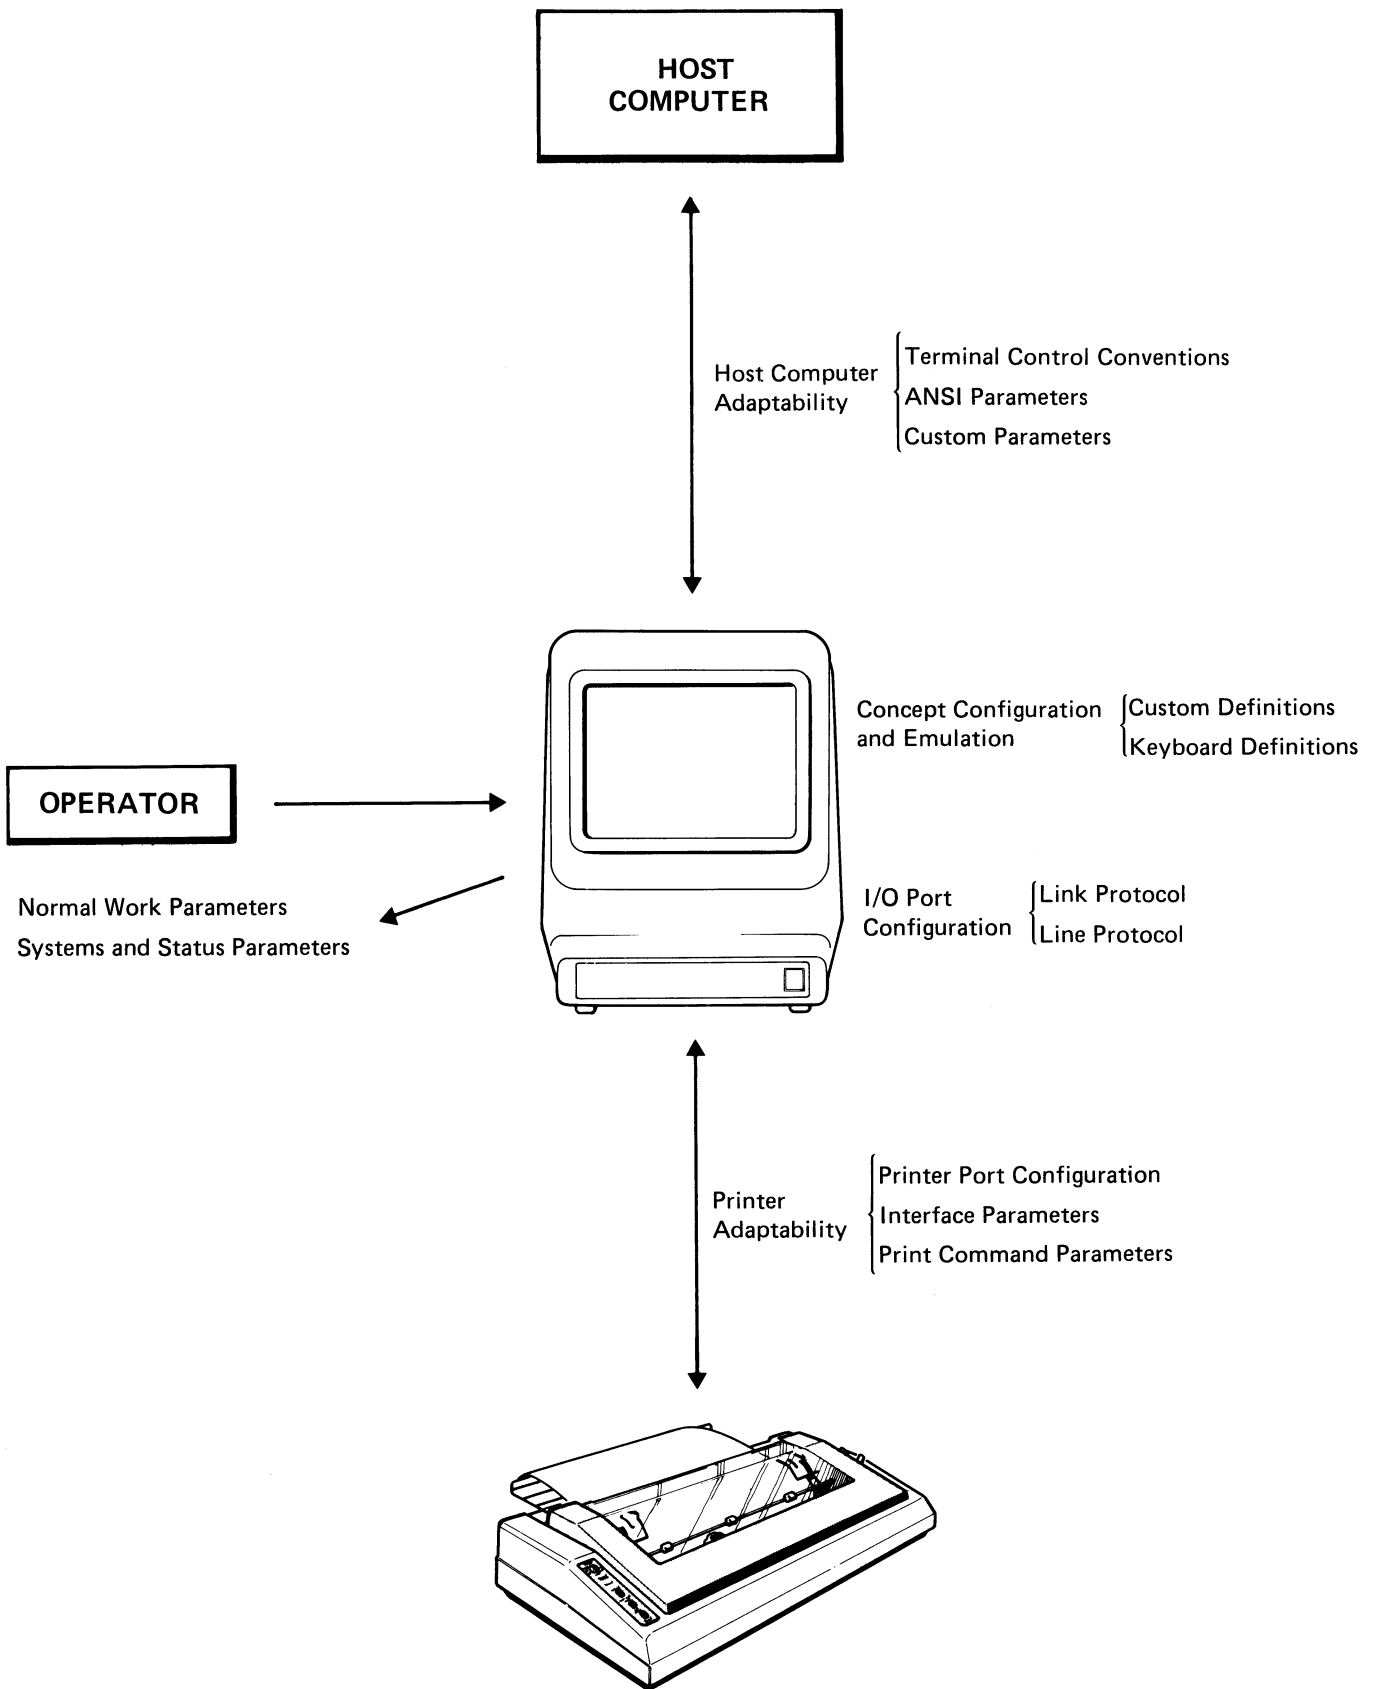 HOST
COMPUTER
Host Computer
Adaptability
Terminal Control Conventions
ANSI Parameters
Custom Parameters
Concept Configuration
and Emulation
Custom Definitions
Keyboard Definitions
OPERATOR
Normal Work Parameters
Systems and Status Parameters
I/O Port
Configuration
Link Protocol
Line Protocol
Printer
Adaptability
Printer Port Configuration
Interface Parameters
Print Command Parameters